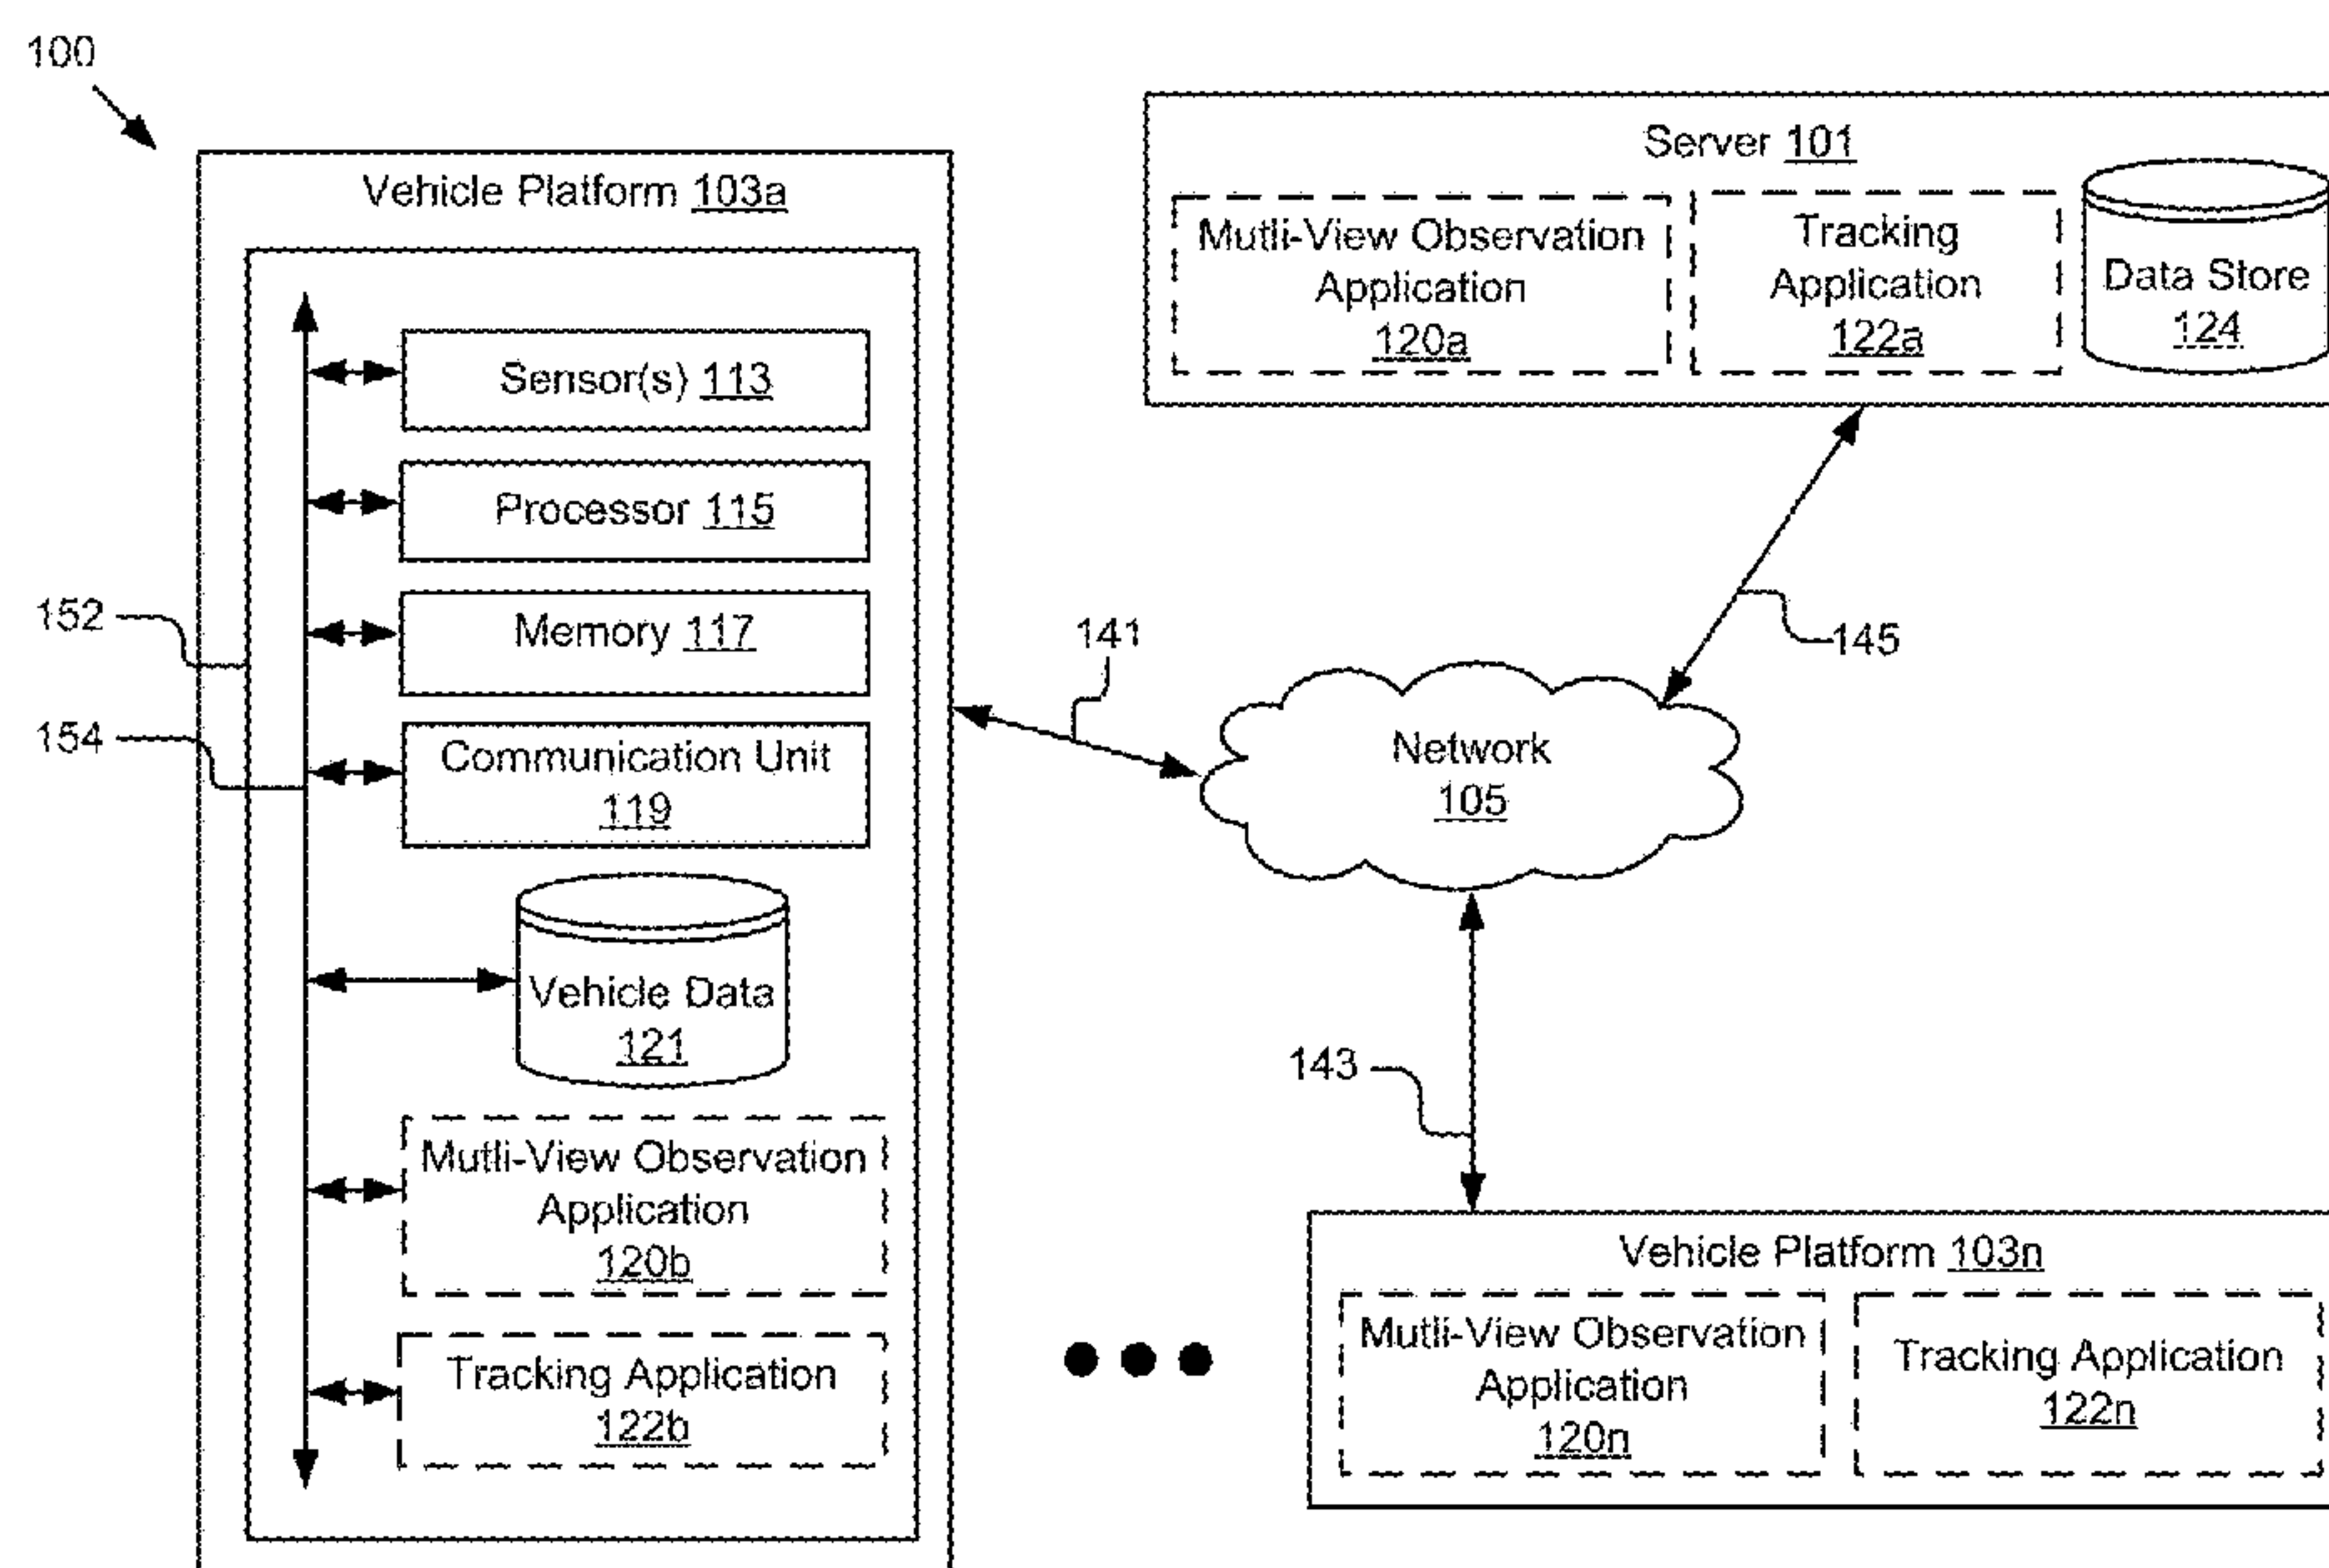 100
Vehicle Platform 103a
Sensor(s) 113
Processor 115
Memory 117
152
154
Communication Unit
119
Vehicle Data
121
Mutli-View Observation
Application
120b
Tracking Application
122b
Server 101
Mutli-View Observation
Application
120a
Tracking
Application
122a
Data Store
124
145
141
Network
105
143
Vehicle Platform 103n
Mutli-View Observation
Application
120n
Tracking Application
122n